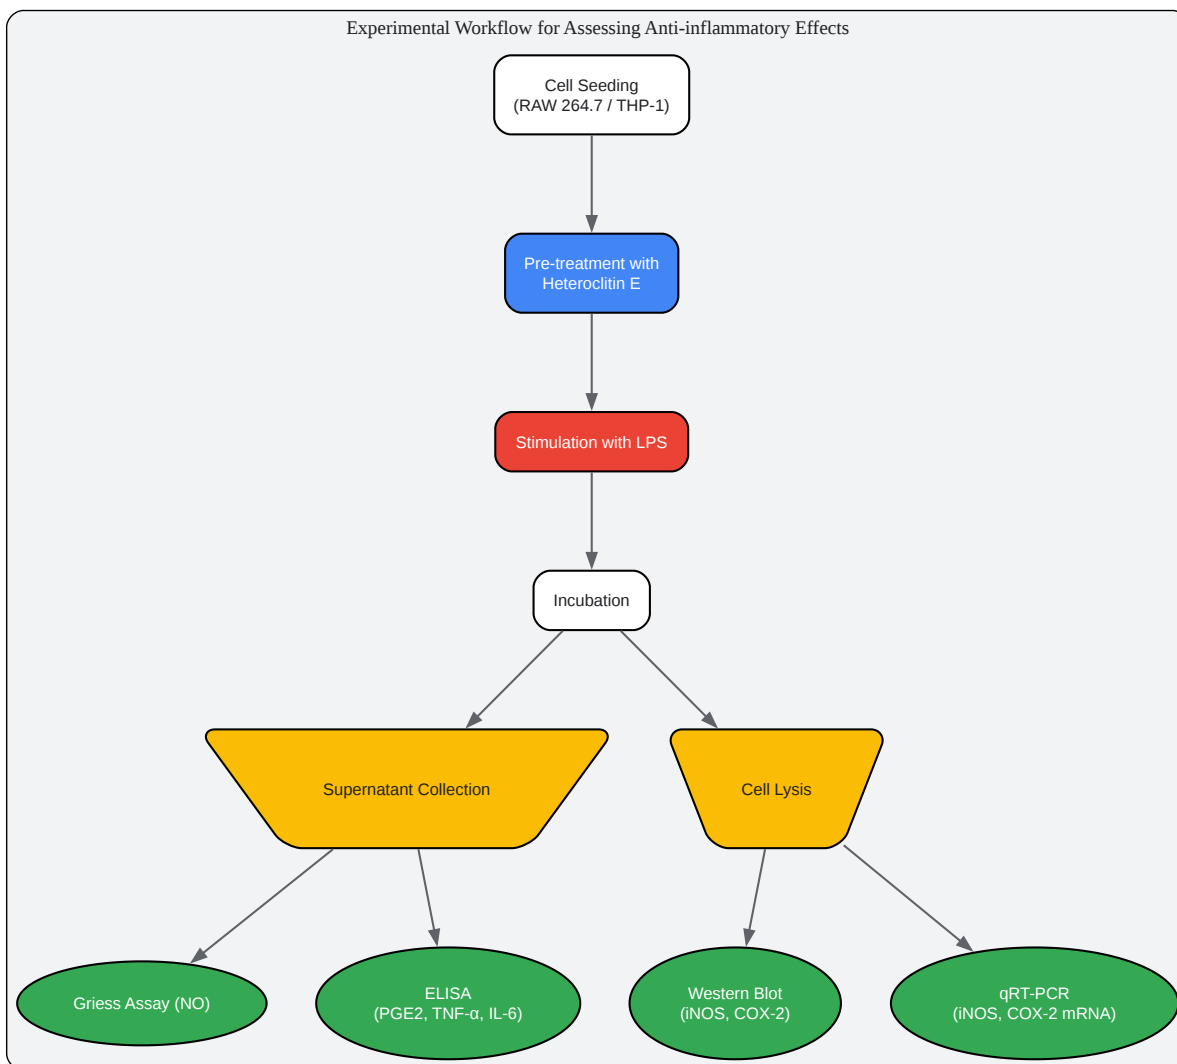 Experimental Workflow for Assessing Anti-inflammatory Effects
Cell Seeding
(RAW 264.7 / THP-1)
Pre-treatment with
Heteroclitin E
Stimulation with LPS
Incubation
Supernatant Collection
Cell Lysis
Griess Assay (NO)
ELISA
(PGE2, TNF-α, IL-6)
Western Blot
(iNOS, COX-2)
qRT-PCR
(iNOS, COX-2 mRNA)